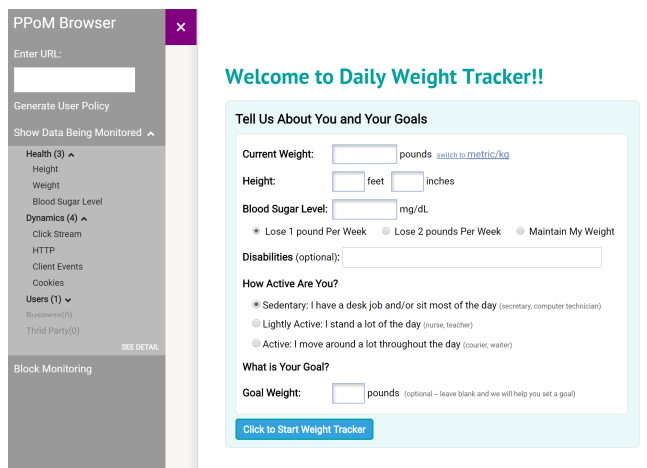 PPoM Browser
×
Enter URL:
Generate User Policy
Show Data Being Monitored
Health (3)
Height
Weight
Blood Sugar Level
Dynamics (4)
Click Stream
HTTP
Client Events
Cookies
Users (1)
Business(0)
Thrid Party(0)
SEE DETAIL
Block Monitoring
Welcome to Daily Weight Tracker!!
Tell Us About You and Your Goals
Current Weight: pounds switch to metric/kg
Height: feet inches
Blood Sugar Level: mg/dL
Lose 1 pound Per Week Lose 2 pounds Per Week Maintain My Weight
Disabilities (optional):
How Active Are You?
Sedentary: I have a desk job and/or sit most of the day (secretary, computer technician)
Lightly Active: I stand a lot of the day (nurse, teacher)
Active: I move around a lot throughout the day (courier, waiter)
What is Your Goal?
Goal Weight: pounds (optional – leave blank and we will help you set a goal)
Click to Start Weight Tracker